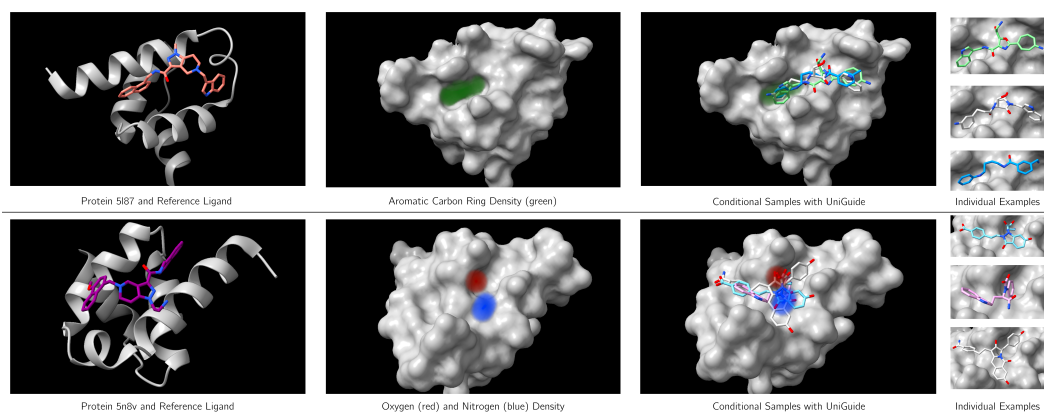 Protein 5l87 and Reference Ligand
Aromatic Carbon Ring Density (green)
Conditional Samples with UniGuide
Individual Examples
Protein 5n8v and Reference Ligand
Oxygen (red) and Nitrogen (blue) Density
Conditional Samples with UniGuide
Individual Examples